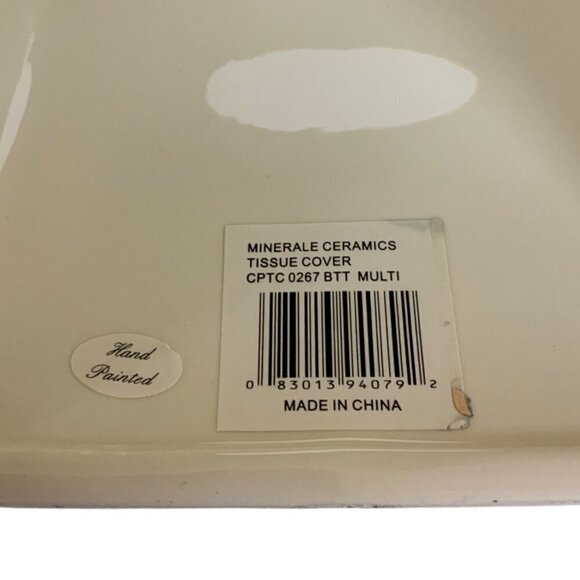 MINERALE CERAMICS
TISSUE COVER
CPTC 0267 BTT MULTI
0 83013 94079 2
MADE IN CHINA
Hand
Painted